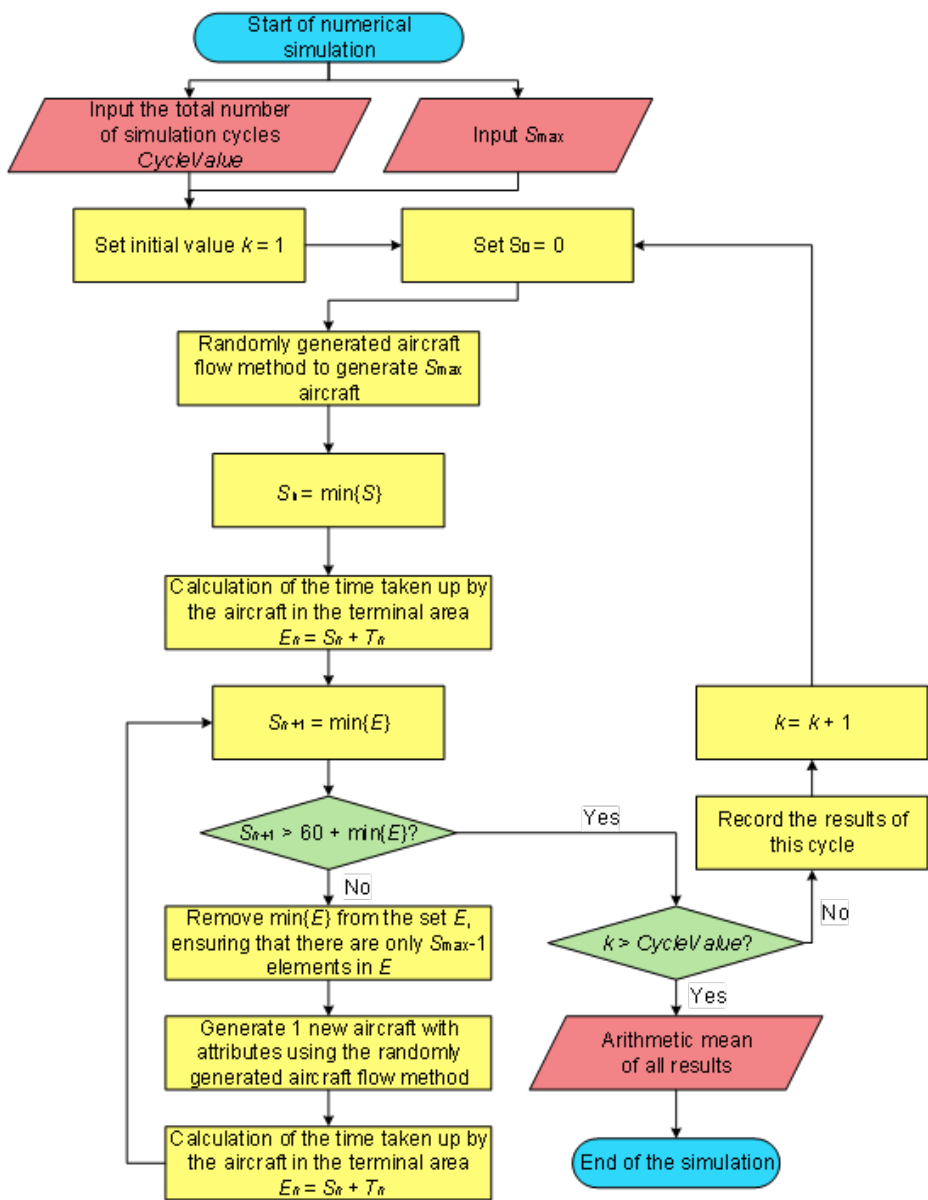 Start of numerical
simulation
Input the total number
of simulation cycles
CycleValue
Input Smax
Set initial value k = 1
Set S0 = 0
Randomly generated aircraft
flow method to generate Smax
aircraft
Sn = min{S}
Calculation of the time taken up by
the aircraft in the terminal area
En = Sn + Tn
Sn+1 = min{E}
k = k + 1
Sn+1 > 60 + min{E}?
Yes
Record the results of
this cycle
No
Remove min{E} from the set E,
ensuring that there are only Smax-1
elements in E
k > CycleValue?
No
Yes
Generate 1 new aircraft with
attributes using the randomly
generated aircraft flow method
Arithmetic mean
of all results
Calculation of the time taken up by
the aircraft in the terminal area
En = Sn + Tn
End of the simulation